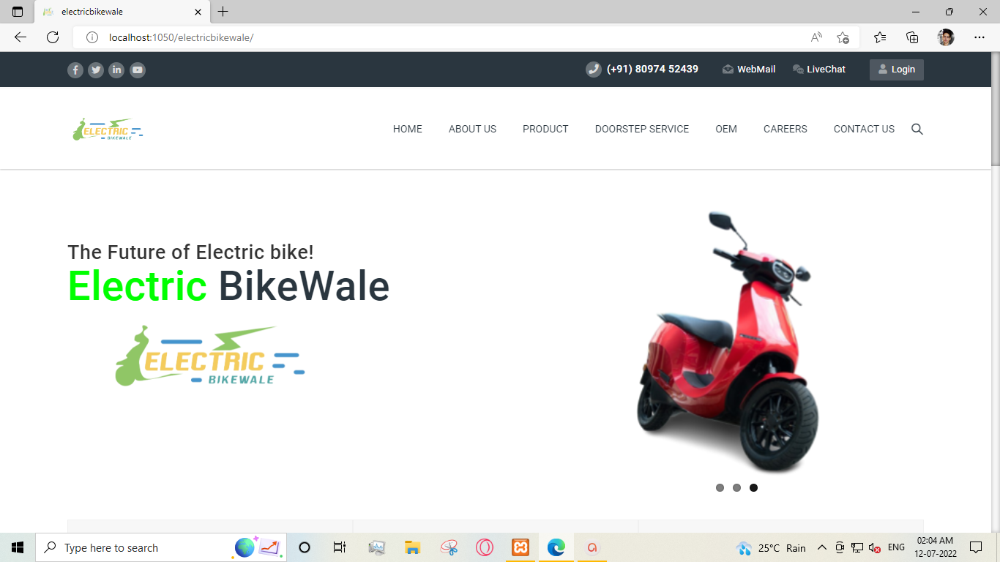 electricbikewale
localhost:1050/electricbikewale/
(+91) 80974 52439 WebMail LiveChat Login
ELECTRIC
BIKEWALE
HOME ABOUT US PRODUCT DOORSTEP SERVICE OEM CAREERS CONTACT US
The Future of Electric bike!
Electric BikeWale
ELECTRIC
BIKEWALE
Type here to search
25°C Rain
ENG
02:04 AM
12-07-2022